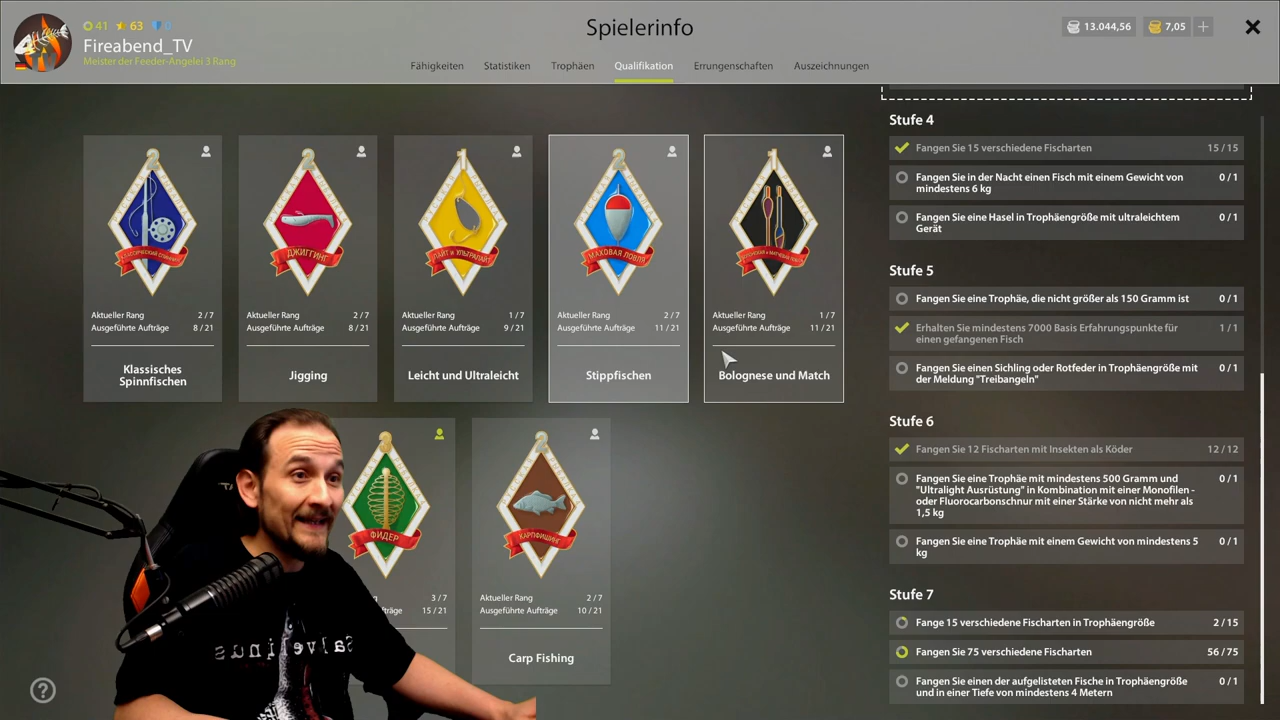 41 63 0
Fireabend_TV
Meister der Feeder-Angelei 3 Rang
Spielerinfo
13.044,56
7,05
Fähigkeiten
Statistiken
Trophäen
Qualifikation
Errungenschaften
Auszeichnungen
КЛАССИЧЕСКИЙ СПИННИНГ
Aktueller Rang 2 / 7
Ausgeführte Aufträge 8 / 21
Klassisches
Spinnfischen
ДЖИГГИНГ
Aktueller Rang 2 / 7
Ausgeführte Aufträge 8 / 21
Jigging
ЛАЙТ И УЛЬТРАЛАЙТ
Aktueller Rang 1 / 7
Ausgeführte Aufträge 9 / 21
Leicht und Ultraleicht
МАХОВАЯ ЛОВЛЯ
Aktueller Rang 2 / 7
Ausgeführte Aufträge 11 / 21
Stippfischen
Aktueller Rang 1 / 7
Ausgeführte Aufträge 11 / 21
Bolognese und Match
ФИДЕР
3 / 7
träge 15 / 21
КАРПФИШИНГ
Aktueller Rang 2 / 7
Ausgeführte Aufträge 10 / 21
Carp Fishing
Stufe 4
Fangen Sie 15 verschiedene Fischarten 15 / 15
Fangen Sie in der Nacht einen Fisch mit einem Gewicht von 0 / 1
mindestens 6 kg
Fangen Sie eine Hasel in Trophäengröße mit ultraleichtem 0 / 1
Gerät
Stufe 5
Fangen Sie eine Trophäe, die nicht größer als 150 Gramm ist 0 / 1
Erhalten Sie mindestens 7000 Basis Erfahrungspunkte für 1 / 1
einen gefangenen Fisch
Fangen Sie einen Sichling oder Rotfeder in Trophäengröße mit 0 / 1
der Meldung "Treibangeln"
Stufe 6
Fangen Sie 12 Fischarten mit Insekten als Köder 12 / 12
Fangen Sie eine Trophäe mit mindestens 500 Gramm und 0 / 1
"Ultralight Ausrüstung" in Kombination mit einer Monofilen -
oder Fluorocarbonschnur mit einer Stärke von nicht mehr als
1,5 kg
Fangen Sie eine Trophäe mit einem Gewicht von mindestens 5 0 / 1
kg
Stufe 7
Fange 15 verschiedene Fischarten in Trophäengröße 2 / 15
Fangen Sie 75 verschiedene Fischarten 56 / 75
Fangen Sie einen der aufgelisteten Fische in Trophäengröße 0 / 1
und in einer Tiefe von mindestens 4 Metern
Salvelinus
?